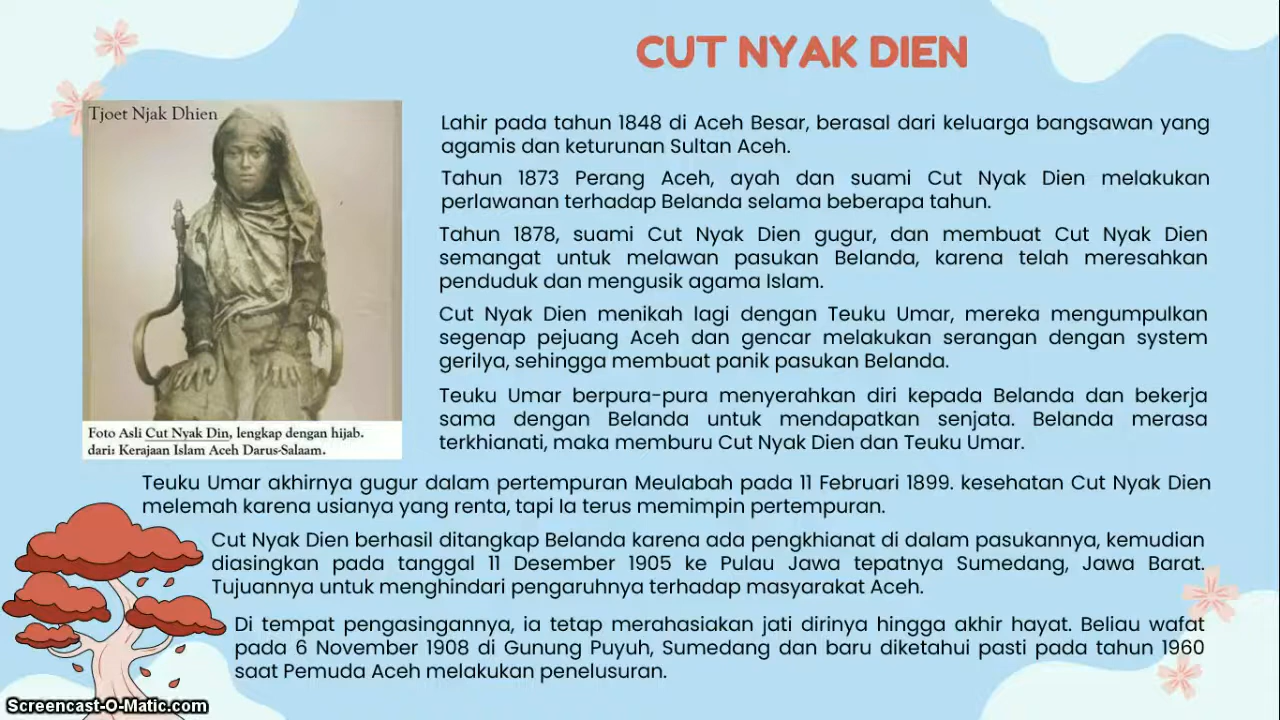 CUT NYAK DIEN
Tjoet Njak Dhien
Foto Asli Cut Nyak Din, lengkap dengan hijab.
dari: Kerajaan Islam Aceh Darus-Salaam.
Lahir pada tahun 1848 di Aceh Besar, berasal dari keluarga bangsawan yang
agamis dan keturunan Sultan Aceh.
Tahun 1873 Perang Aceh, ayah dan suami Cut Nyak Dien melakukan
perlawanan terhadap Belanda selama beberapa tahun.
Tahun 1878, suami Cut Nyak Dien gugur, dan membuat Cut Nyak Dien
semangat untuk melawan pasukan Belanda, karena telah meresahkan
penduduk dan mengusik agama Islam.
Cut Nyak Dien menikah lagi dengan Teuku Umar, mereka mengumpulkan
segenap pejuang Aceh dan gencar melakukan serangan dengan system
gerilya, sehingga membuat panik pasukan Belanda.
Teuku Umar berpura-pura menyerahkan diri kepada Belanda dan bekerja
sama dengan Belanda untuk mendapatkan senjata. Belanda merasa
terkhianati, maka memburu Cut Nyak Dien dan Teuku Umar.
Teuku Umar akhirnya gugur dalam pertempuran Meulabah pada 11 Februari 1899. kesehatan Cut Nyak Dien
melemah karena usianya yang renta, tapi Ia terus memimpin pertempuran.
Cut Nyak Dien berhasil ditangkap Belanda karena ada pengkhianat di dalam pasukannya, kemudian
diasingkan pada tanggal 11 Desember 1905 ke Pulau Jawa tepatnya Sumedang, Jawa Barat.
Tujuannya untuk menghindari pengaruhnya terhadap masyarakat Aceh.
Di tempat pengasingannya, ia tetap merahasiakan jati dirinya hingga akhir hayat. Beliau wafat
pada 6 November 1908 di Gunung Puyuh, Sumedang dan baru diketahui pasti pada tahun 1960
saat Pemuda Aceh melakukan penelusuran.
Screencast-O-Matic.com